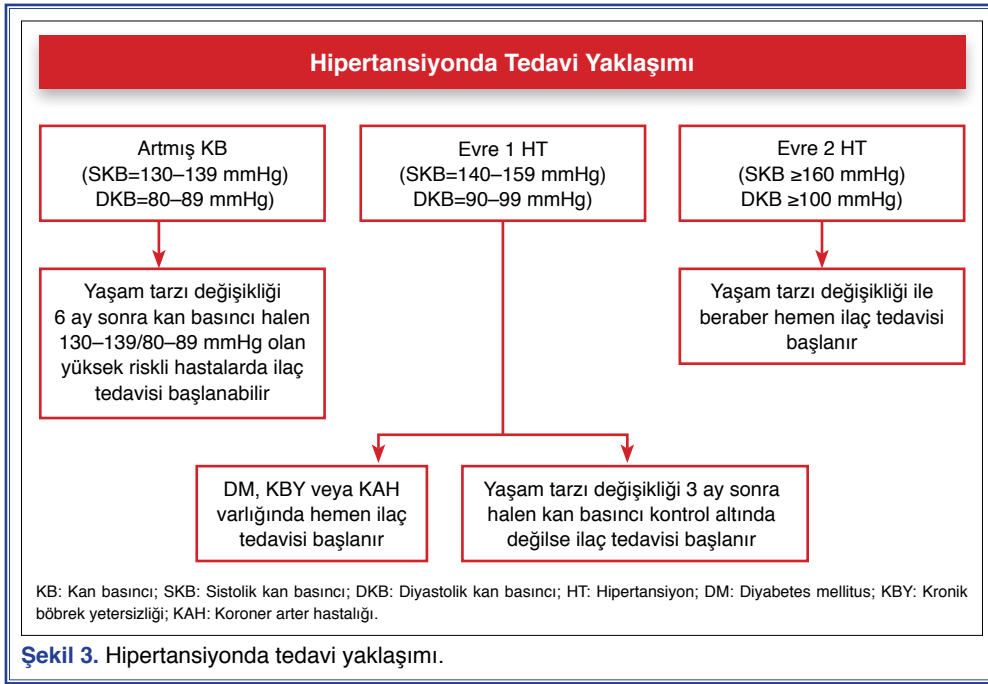 Hipertansiyonda Tedavi Yaklaşımı
Artmış KB
(SKB=130–139 mmHg)
DKB=80–89 mmHg)
Evre 1 HT
(SKB=140–159 mmHg)
DKB=90–99 mmHg)
Evre 2 HT
(SKB ≥160 mmHg)
DKB ≥100 mmHg)
Yaşam tarzı değişikliği
6 ay sonra kan basıncı halen
130–139/80–89 mmHg olan
yüksek riskli hastalarda ilaç
tedavisi başlanabilir
Yaşam tarzı değişikliği ile
beraber hemen ilaç tedavisi
başlanır
DM, KBY veya KAH
varlığında hemen ilaç
tedavisi başlanır
Yaşam tarzı değişikliği 3 ay sonra
halen kan basıncı kontrol altında
değilse ilaç tedavisi başlanır
KB: Kan basıncı; SKB: Sistolik kan basıncı; DKB: Diyastolik kan basıncı; HT: Hipertansiyon; DM: Diyabetes mellitus; KBY: Kronik
böbrek yetersizliği; KAH: Koroner arter hastalığı.
Şekil 3. Hipertansiyonda tedavi yaklaşımı.